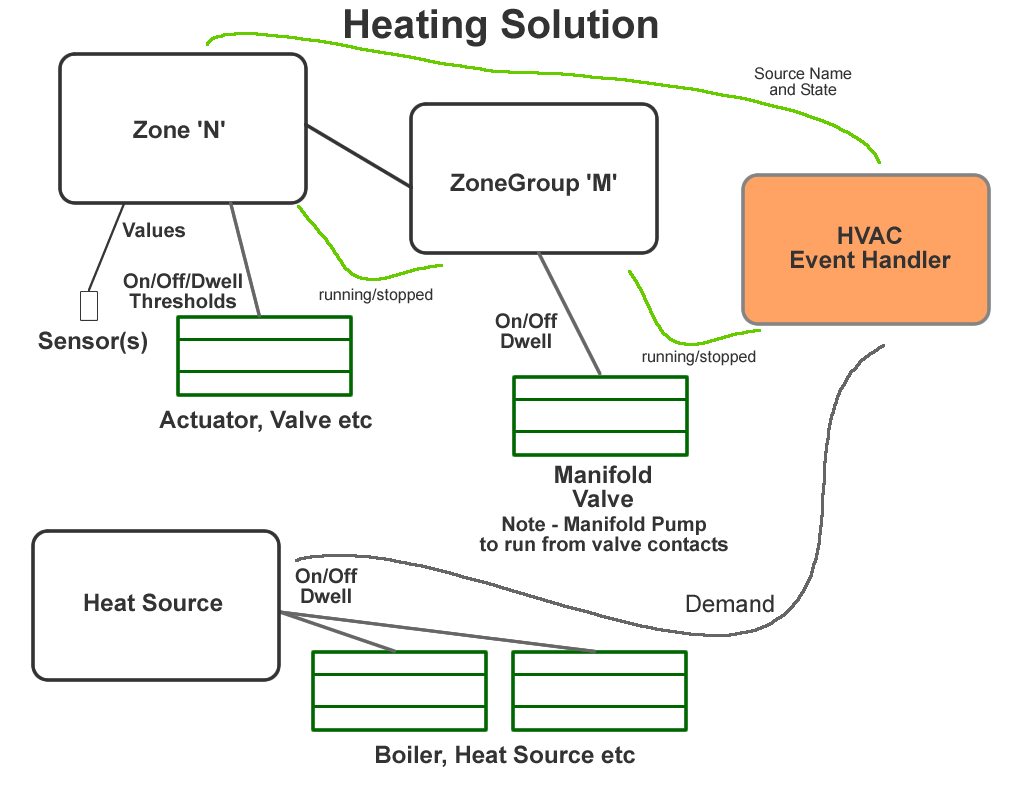 Heating Solution
Source Name
and State
Zone 'N'
ZoneGroup 'M'
HVAC
Event Handler
Values
On/Off/Dwell
Thresholds
running/stopped
Sensor(s)
On/Off
Dwell
running/stopped
Actuator, Valve etc
Manifold
Valve
Note - Manifold Pump
to run from valve contacts
Heat Source
On/Off
Dwell
Demand
Boiler, Heat Source etc